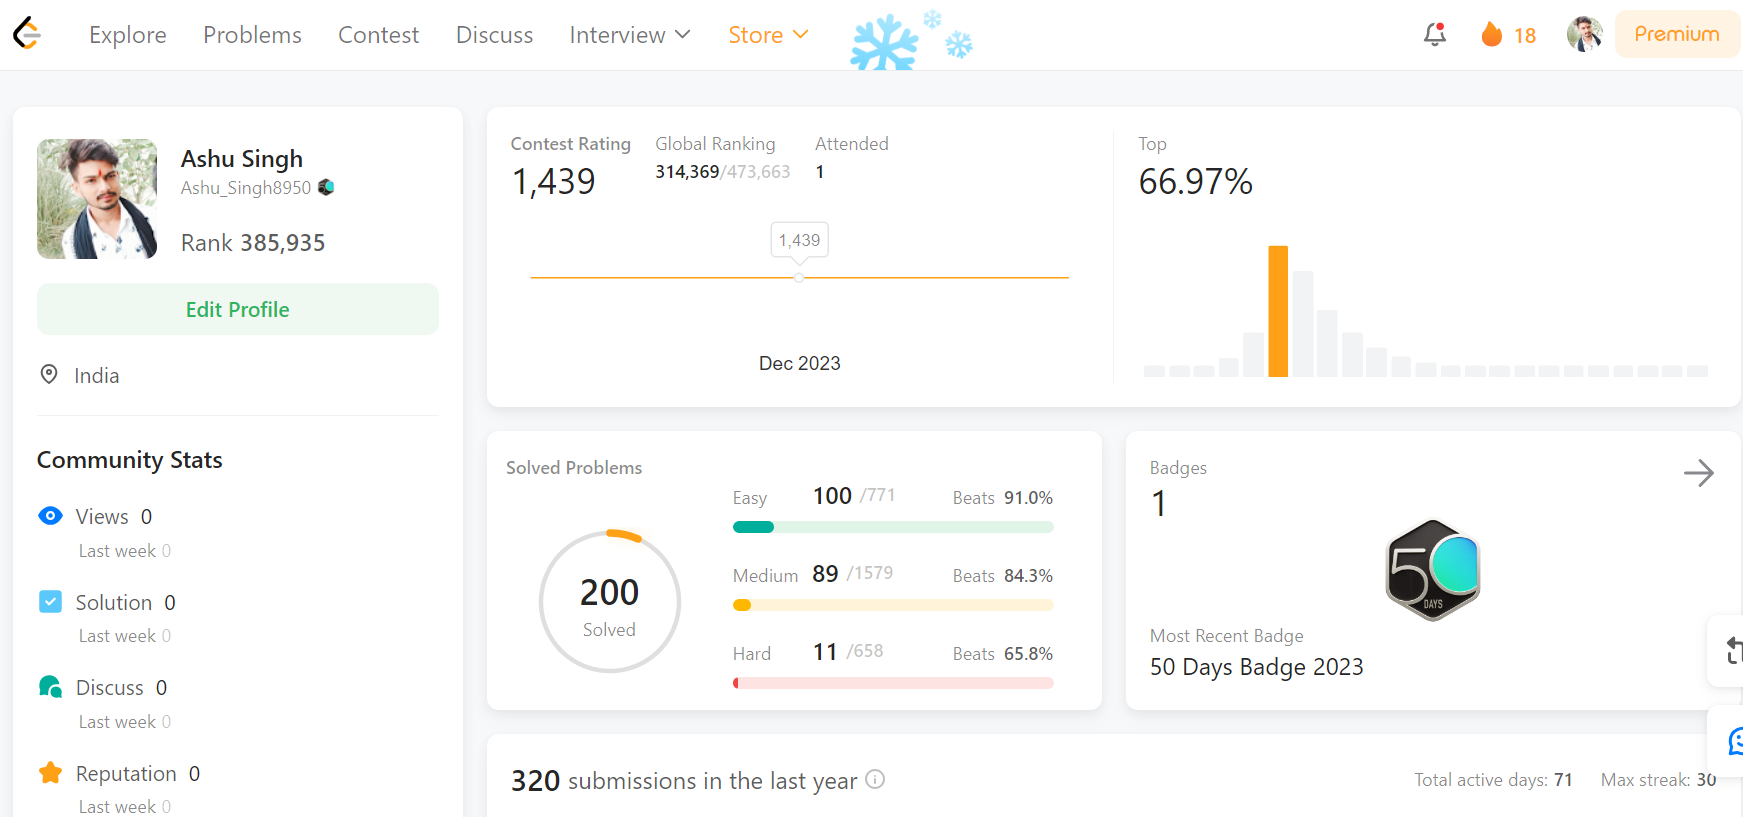 Explore Problems Contest Discuss Interview Store 18 Premium
Ashu Singh
Ashu_Singh8950
Rank 385,935
Edit Profile
India
Community Stats
Views 0
Last week 0
Solution 0
Last week 0
Discuss 0
Last week 0
Reputation 0
Last week 0
Contest Rating
1,439
Global Ranking
314,369/473,663
Attended
1
1,439
Dec 2023
Top
66.97%
Solved Problems
200
Solved
Easy 100 /771 Beats 91.0%
Medium 89 /1579 Beats 84.3%
Hard 11 /658 Beats 65.8%
Badges
1
50
DAYS
Most Recent Badge
50 Days Badge 2023
320 submissions in the last year Total active days: 71 Max streak: 30